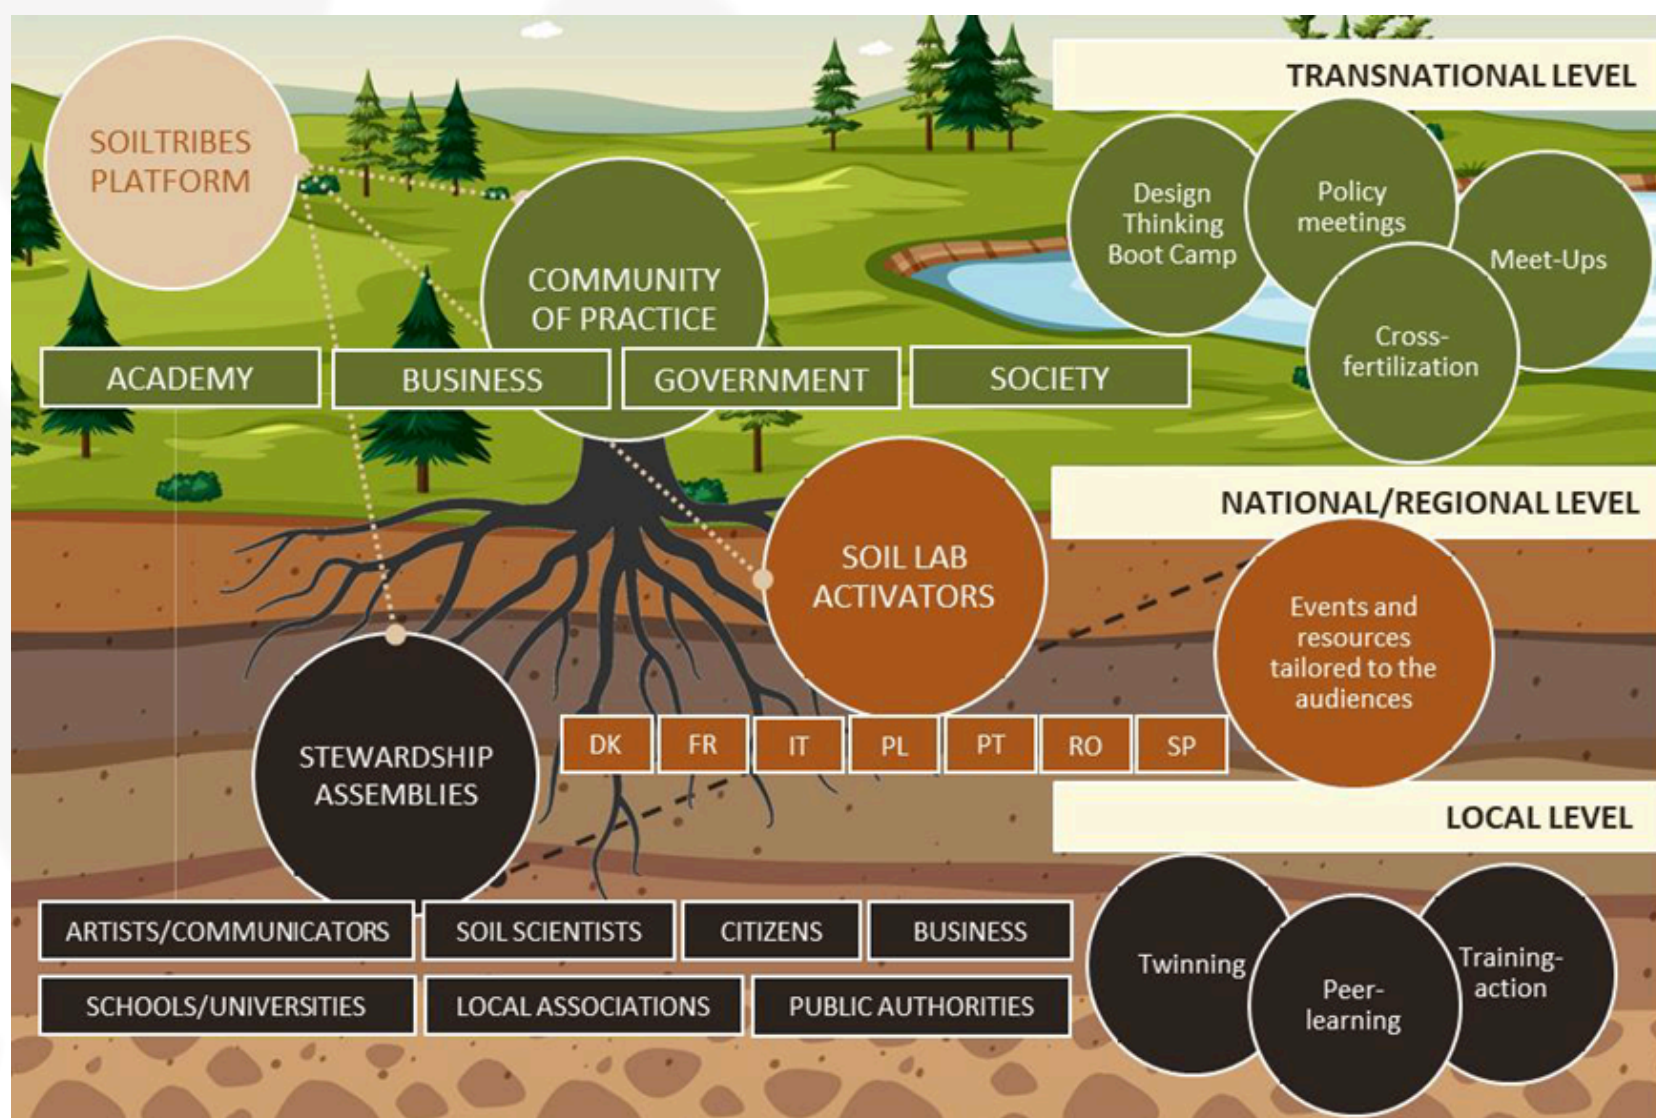 SOILTRIBES
PLATFORM
COMMUNITY
OF PRACTICE
ACADEMY
BUSINESS
GOVERNMENT
SOCIETY
TRANSNATIONAL LEVEL
Design
Thinking
Boot Camp
Policy
meetings
Meet-Ups
Cross-
fertilization
NATIONAL/REGIONAL LEVEL
SOIL LAB
ACTIVATORS
DK
FR
IT
PL
PT
RO
SP
Events and
resources
tailored to the
audiences
LOCAL LEVEL
STEWARDSHIP
ASSEMBLIES
ARTISTS/COMMUNICATORS
SOIL SCIENTISTS
CITIZENS
BUSINESS
SCHOOLS/UNIVERSITIES
LOCAL ASSOCIATIONS
PUBLIC AUTHORITIES
Twinning
Peer-
learning
Training-
action